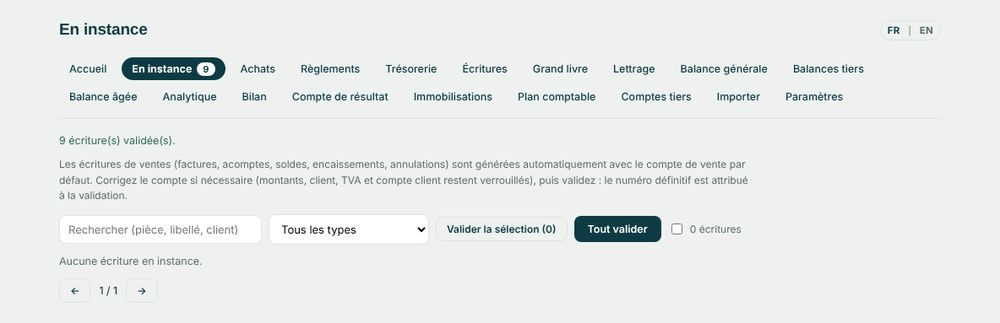 En instance
FR | EN
Accueil En instance 9 Achats Règlements Trésorerie Écritures Grand livre Lettrage Balance générale Balances tiers
Balance âgée Analytique Bilan Compte de résultat Immobilisations Plan comptable Comptes tiers Importer Paramètres
9 écriture(s) validée(s).
Les écritures de ventes (factures, acomptes, soldes, encaissements, annulations) sont générées automatiquement avec le compte de vente par
défaut. Corrigez le compte si nécessaire (montants, client, TVA et compte client restent verrouillés), puis validez : le numéro définitif est attribué
à la validation.
Rechercher (pièce, libellé, client) Tous les types Valider la sélection (0) Tout valider 0 écritures
Aucune écriture en instance.
← 1 / 1 →